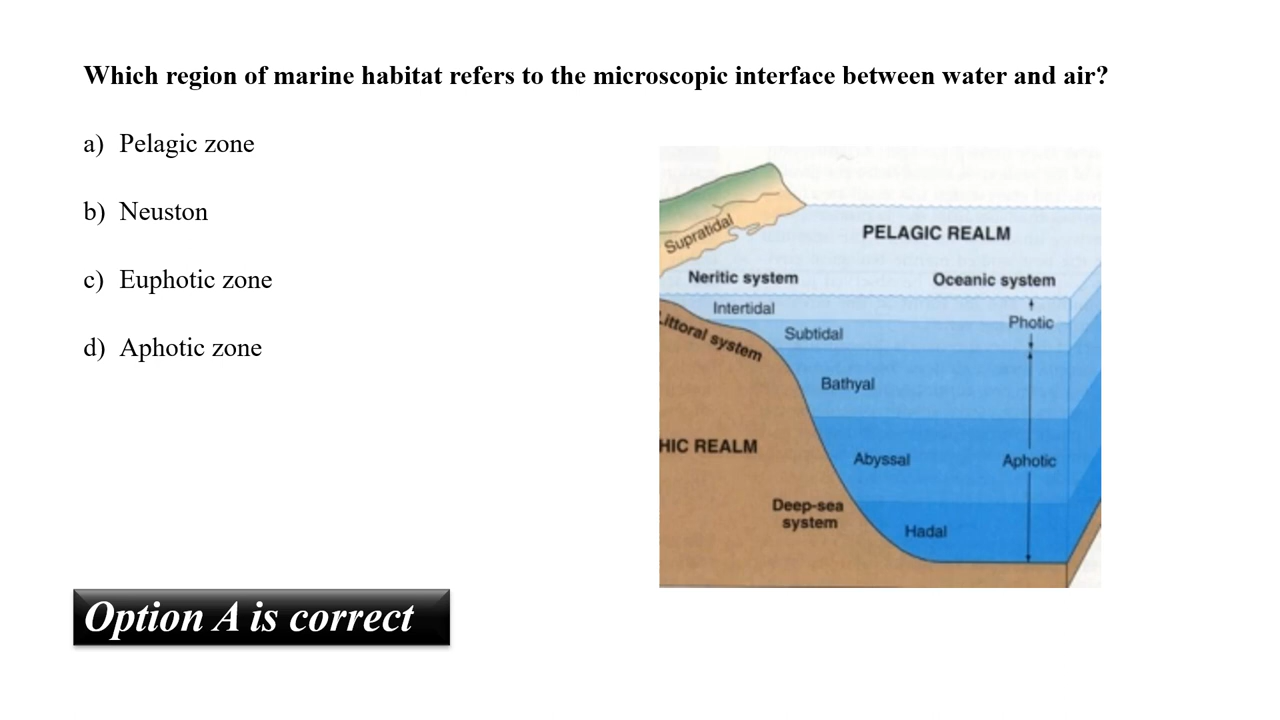 Which region of marine habitat refers to the microscopic interface between water and air?
a) Pelagic zone
b) Neuston
c) Euphotic zone
d) Aphotic zone
Supratidal
PELAGIC REALM
Neritic system
Oceanic system
Intertidal
Photic
Littoral system
Subtidal
Bathyal
HIC REALM
Abyssal
Aphotic
Deep-sea
system
Hadal
Option A is correct